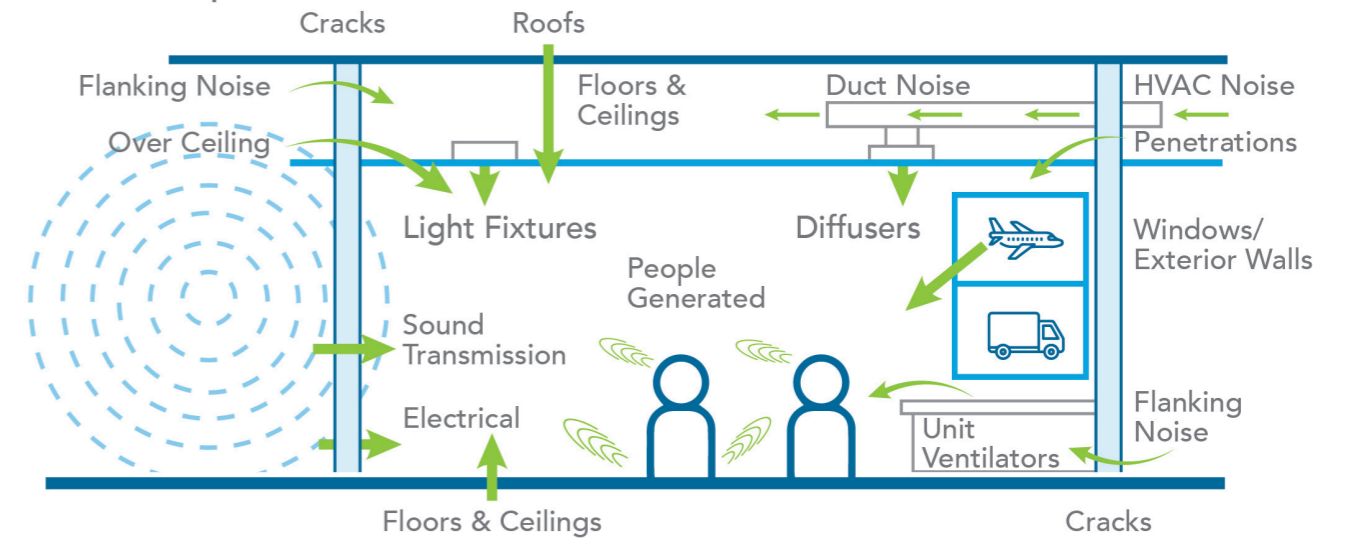 Cracks
Roofs
Flanking Noise
Floors &
Ceilings
Duct Noise
HVAC Noise
Over Ceiling
Penetrations
Light Fixtures
Diffusers
Windows/
Exterior Walls
People
Generated
Sound
Transmission
Electrical
Unit
Ventilators
Flanking
Noise
Floors & Ceilings
Cracks